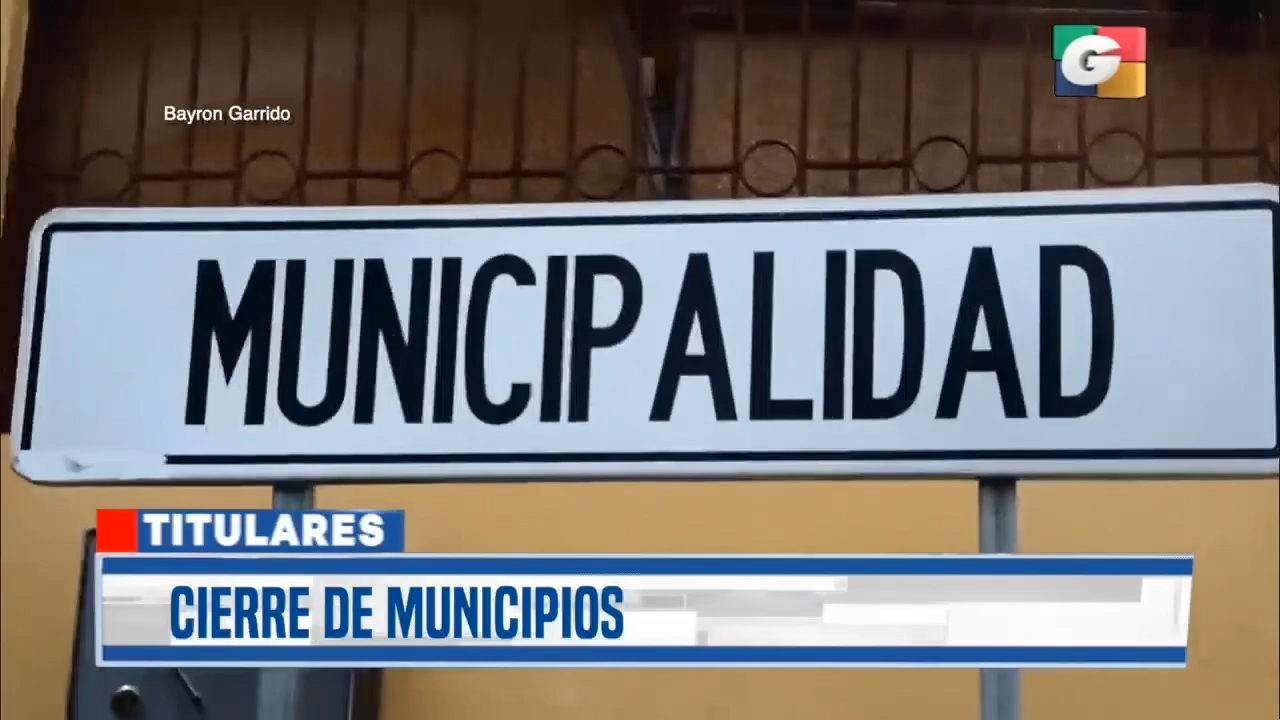 G
Bayron Garrido
MUNICIPALIDAD
TITULARES
CIERRE DE MUNICIPIOS